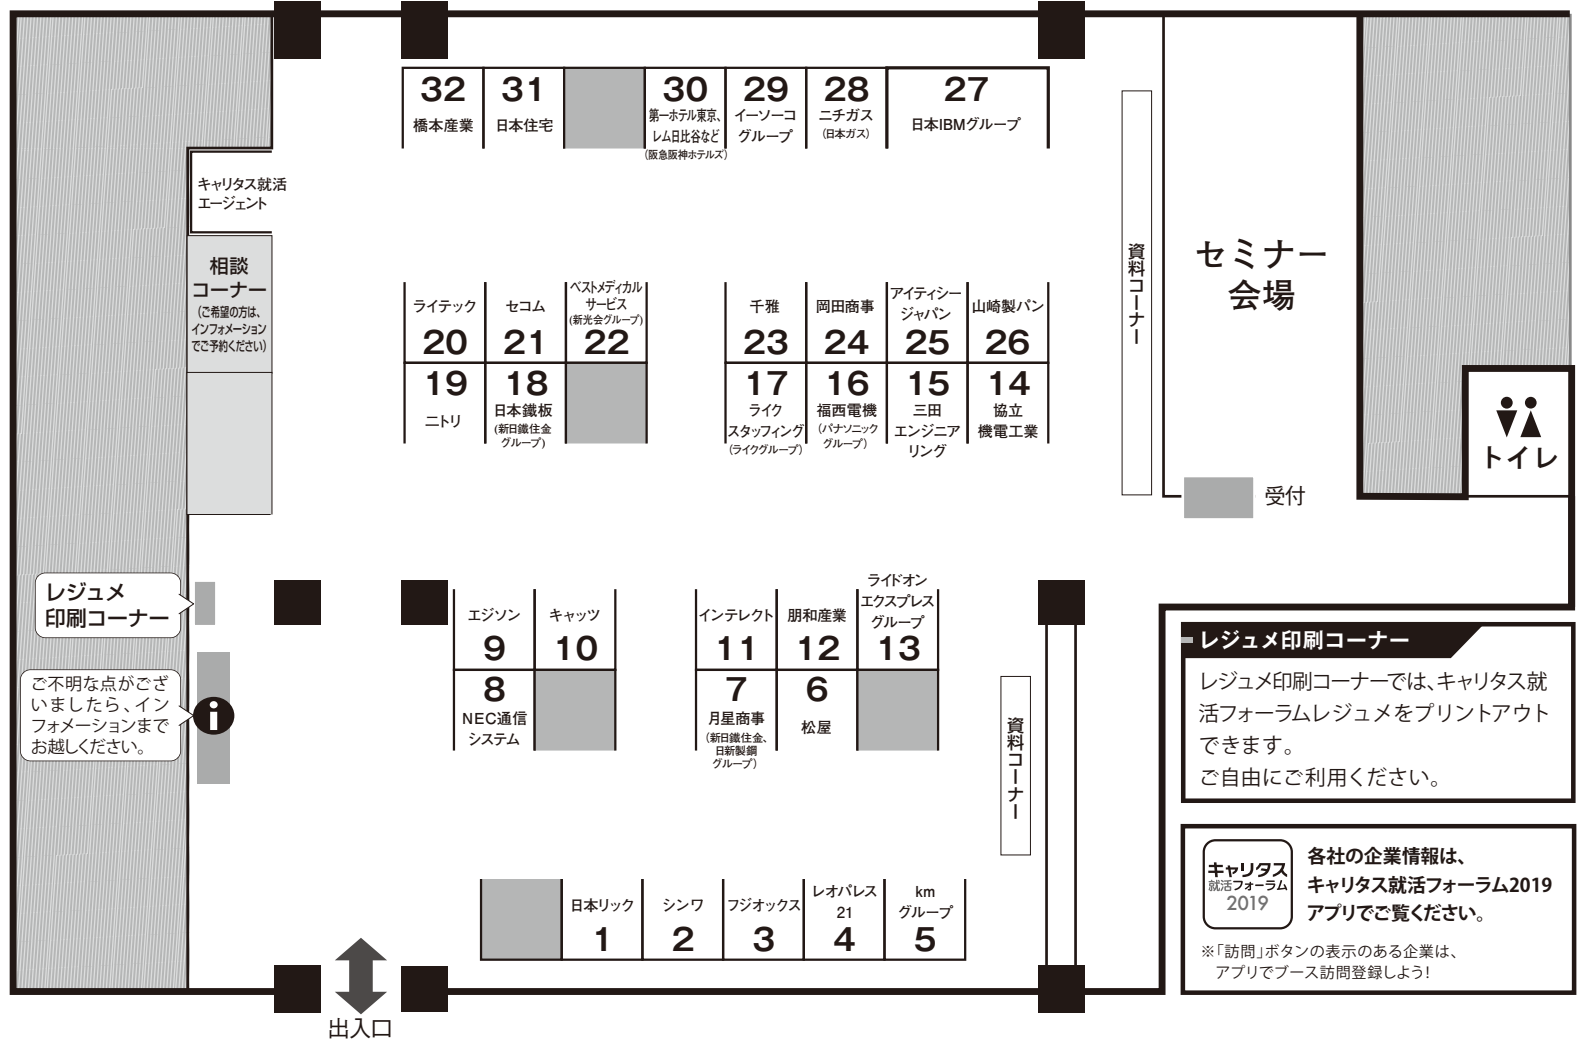 32
橋本産業
31
日本住宅
30
第一ホテル東京、
レム日比谷など
(阪急阪神ホテルズ)
29
イーソーコ
グループ
28
ニチガス
(日本ガス)
27
日本IBMグループ
キャリタス就活
エージェント
相談
コーナー
(ご希望の方は、
インフォメーション
でご予約ください)
資料コーナー
セミナー
会場
ライテック
20
セコム
21
ベストメディカル
サービス
(新光会グループ)
22
千雅
23
岡田商事
24
アイティシー
ジャパン
25
山崎製パン
26
19
ニトリ
18
日本鐵板
(新日鐵住金
グループ)
17
ライク
スタッフィング
(ライクグループ)
16
福西電機
(パナソニック
グループ)
15
三田
エンジニア
リング
14
協立
機電工業
トイレ
受付
レジュメ
印刷コーナー
ご不明な点がござ
いましたら、イン
フォメーションまで
お越しください。
i
エジソン
9
キャッツ
10
インテレクト
11
朋和産業
12
ライドオン
エクスプレス
グループ
13
8
NEC通信
システム
7
月星商事
(新日鐵住金、
日新製鋼
グループ)
6
松屋
資料コーナー
日本リック
1
シンワ
2
フジオックス
3
レオパレス
21
4
km
グループ
5
出入口
レジュメ印刷コーナー
レジュメ印刷コーナーでは、キャリタス就
活フォーラムレジュメをプリントアウト
できます。
ご自由にご利用ください。
キャリタス
就活フォーラム
2019
各社の企業情報は、
キャリタス就活フォーラム2019
アプリでご覧ください。
※「訪問」ボタンの表示のある企業は、
アプリでブース訪問登録しよう!